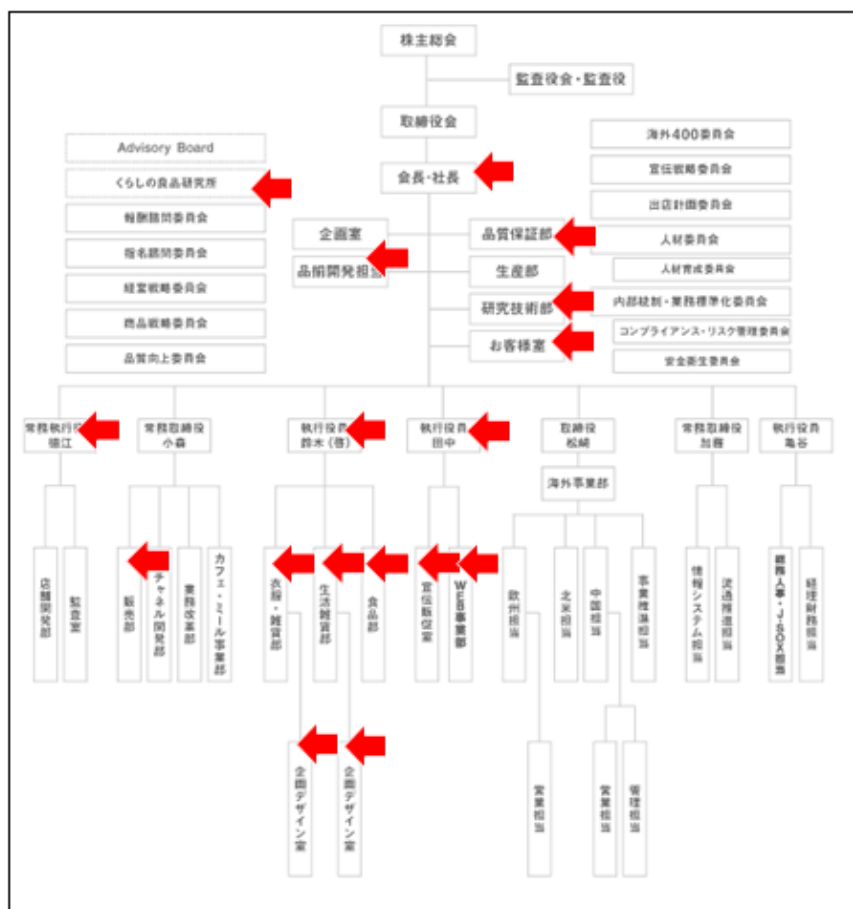 株主総会
監査役会・監査役
取締役会
会長・社長
Advisory Board
くらしの良品研究所
報酬諮問委員会
指名諮問委員会
経営戦略委員会
商品戦略委員会
品質向上委員会
海外400委員会
宣伝戦略委員会
出店計画委員会
人材委員会
人材育成委員会
内部統制・業務標準化委員会
コンプライアンス・リスク管理委員会
安全衛生委員会
企画室
品質保証部
品揃開発担当
生産部
研究技術部
お客様室
常務執行役
常務取締役
小森
執行役員
鈴木(啓)
執行役員
田中
取締役
松﨑
常務取締役
加藤
執行役員
亀谷
海外事業部
店舗開発部
監査室
販売部
チャネル開発部
業務改革部
カフェ・ミール事業部
衣服・雑貨部
生活雑貨部
食品部
宣伝販促室
WEB事業部
欧州担当
北米担当
中国担当
事業推進担当
情報システム担当
流通推進担当
総務人事・J-SOX担当
経理財務担当
企画デザイン室
企画デザイン室
営業担当
営業担当
管理担当